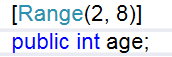 [Range(2, 8)]
public int age;